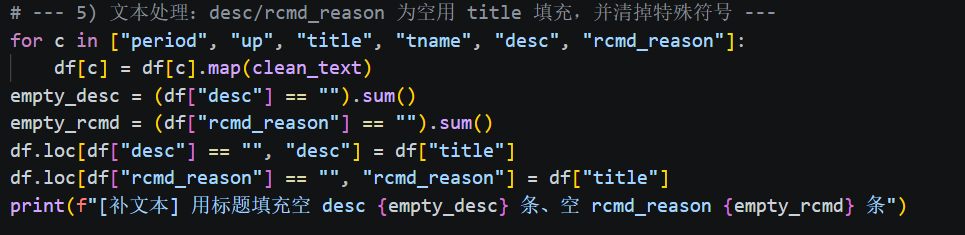 # --- 5) 文本处理：desc/rcmd_reason 为空用 title 填充，并清掉特殊符号 ---
for c in ["period", "up", "title", "tname", "desc", "rcmd_reason"]:
    df[c] = df[c].map(clean_text)
empty_desc = (df["desc"] == "").sum()
empty_rcmd = (df["rcmd_reason"] == "").sum()
df.loc[df["desc"] == "", "desc"] = df["title"]
df.loc[df["rcmd_reason"] == "", "rcmd_reason"] = df["title"]
print(f"[补文本] 用标题填充空 desc {empty_desc} 条、空 rcmd_reason {empty_rcmd} 条")